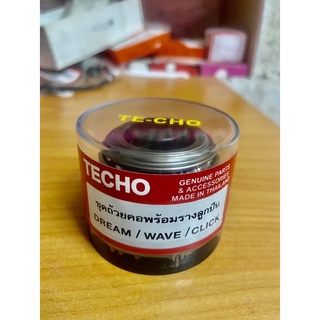 TE-CHO
TECHO
GENUINE PARTS
& ACCESSORIES
MADE IN THAILAND
ชุดถ้วยคอพร้อมรางลูกปืน
DREAM / WAVE / CLICK